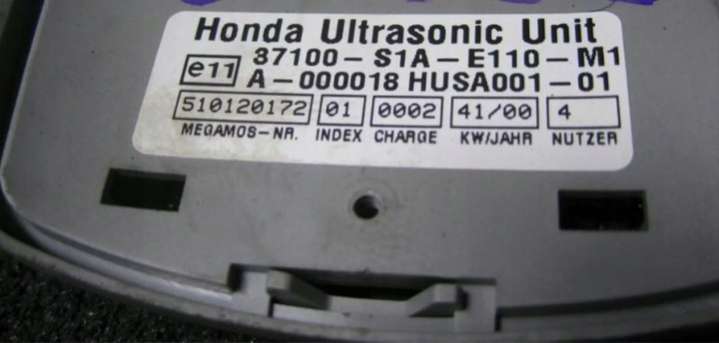 Honda Ultrasonic Unit
e11 37100-S1A-E110-M1
A-000018 HUSA001-01
510120172 01 0002 41/00 4
MEGAMOS-NR. INDEX CHARGE KW/JAHR NUTZER